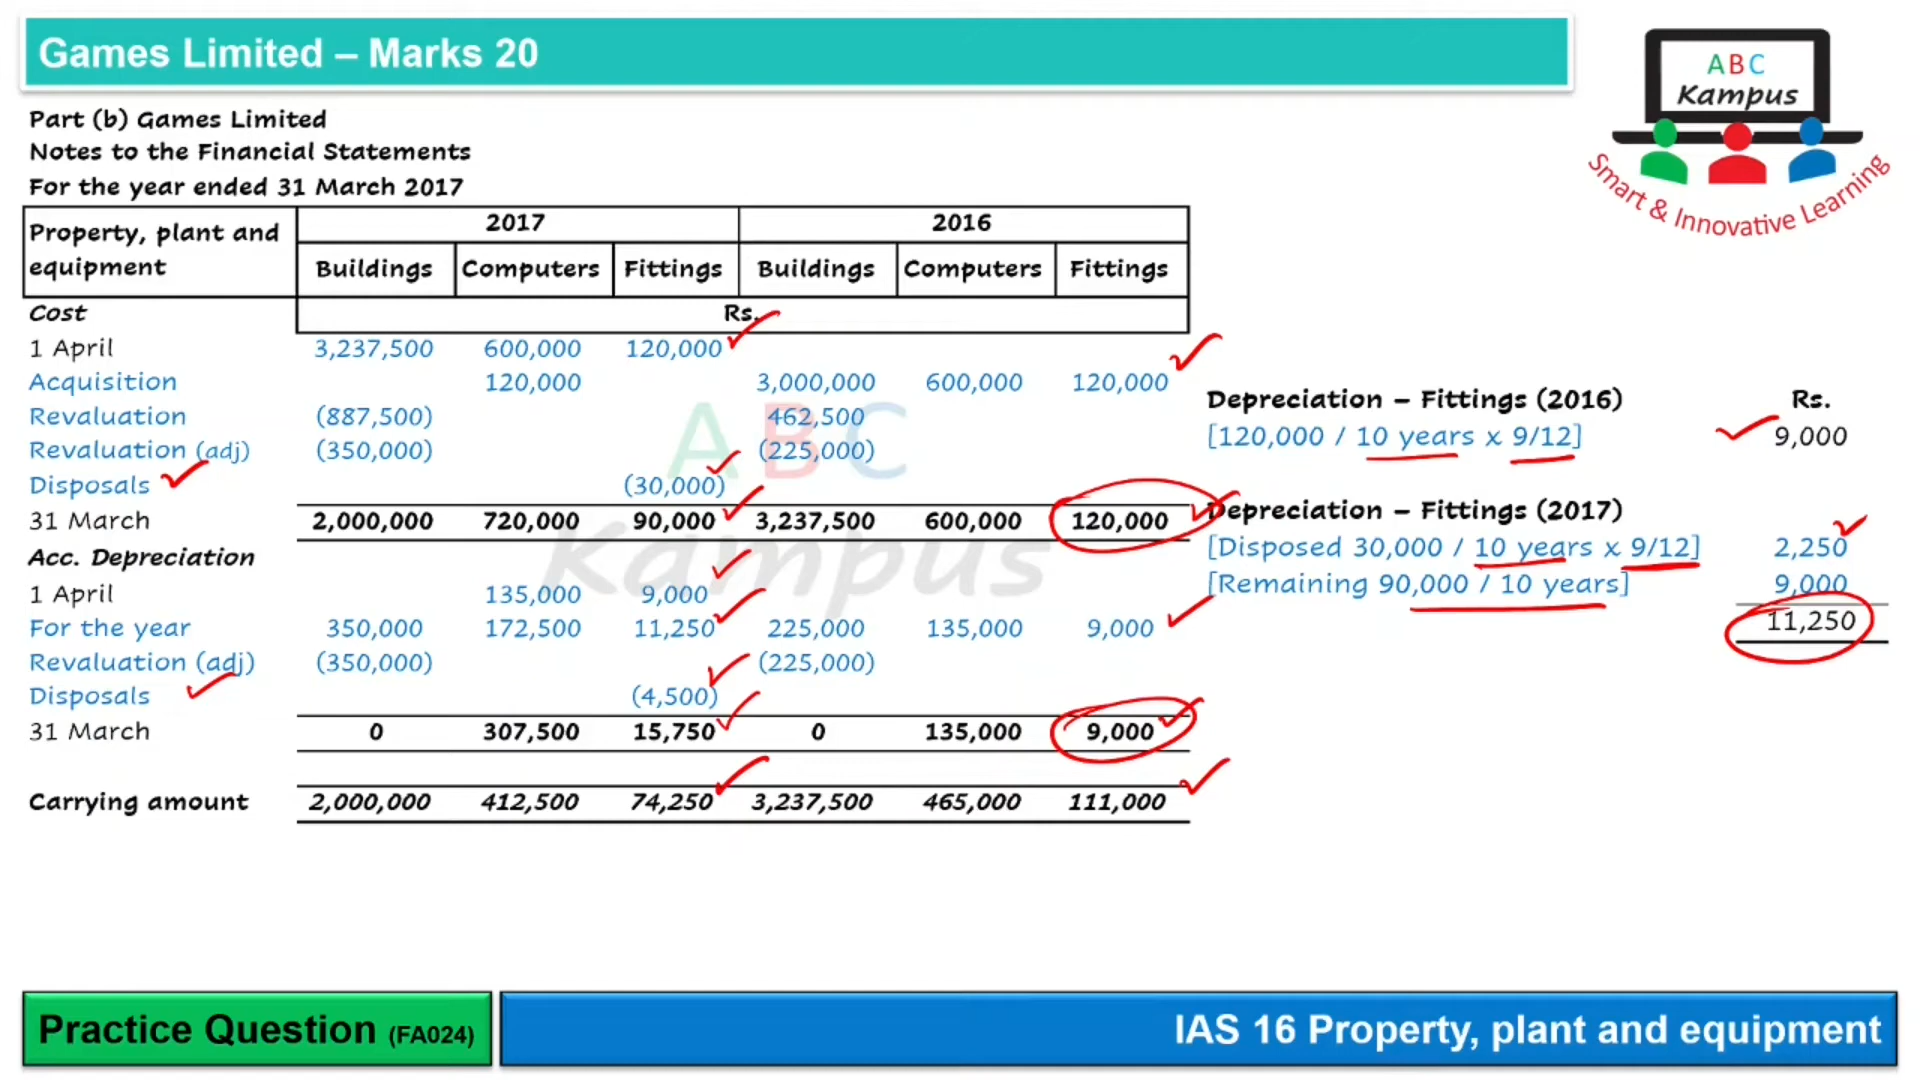 Games Limited – Marks 20
ABC
Kampus
Smart & Innovative Learning
Part (b) Games Limited
Notes to the Financial Statements
For the year ended 31 March 2017
Property, plant and equipment 2017 2016
Buildings Computers Fittings Buildings Computers Fittings
Cost Rs.
1 April 3,237,500 600,000 120,000
Acquisition 120,000 3,000,000 600,000 120,000
Revaluation (887,500) 462,500
Revaluation (adj) (350,000) (225,000)
Disposals (30,000)
31 March 2,000,000 720,000 90,000 3,237,500 600,000 120,000
Acc. Depreciation
1 April 135,000 9,000
For the year 350,000 172,500 11,250 225,000 135,000 9,000
Revaluation (adj) (350,000) (225,000)
Disposals (4,500)
31 March 0 307,500 15,750 0 135,000 9,000
Carrying amount 2,000,000 412,500 74,250 3,237,500 465,000 111,000
ABC
Kampus
Depreciation – Fittings (2016) Rs.
[120,000 / 10 years x 9/12] 9,000
Depreciation – Fittings (2017)
[Disposed 30,000 / 10 years x 9/12] 2,250
[Remaining 90,000 / 10 years] 9,000
11,250
Practice Question (FA024)
IAS 16 Property, plant and equipment